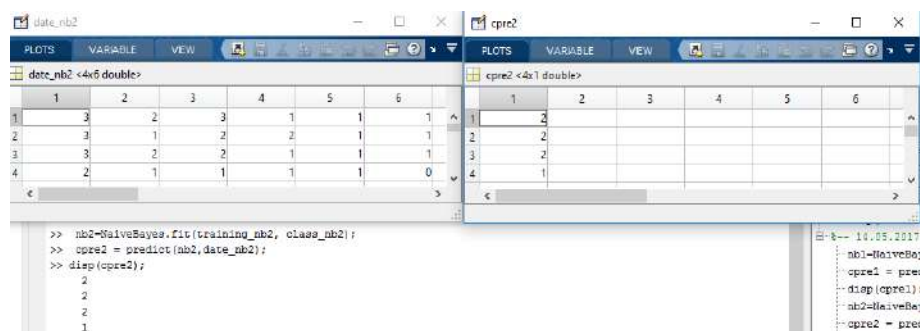 date_nb2
PLOTS VARIABLE VIEW
date_nb2 <4x6 double>
1 2 3 4 5 6
1 3 2 3 1 1 1
2 3 1 2 2 1 1
3 3 2 2 1 1 1
4 2 1 1 1 1 0
cpre2
PLOTS VARIABLE VIEW
cpre2 <4x1 double>
1 2 3 4 5 6
1 2
2 2
3 2
4 1
>> nb2=NaiveBayes.fit(training_nb2, class_nb2);
>> cpre2 = predict(nb2,date_nb2);
>> disp(cpre2);
2
2
2
1
%-- 14.05.2017
nb1=NaiveBay
cpre1 = pred
disp(cpre1)
nb2=NaiveBay
cpre2 = pred